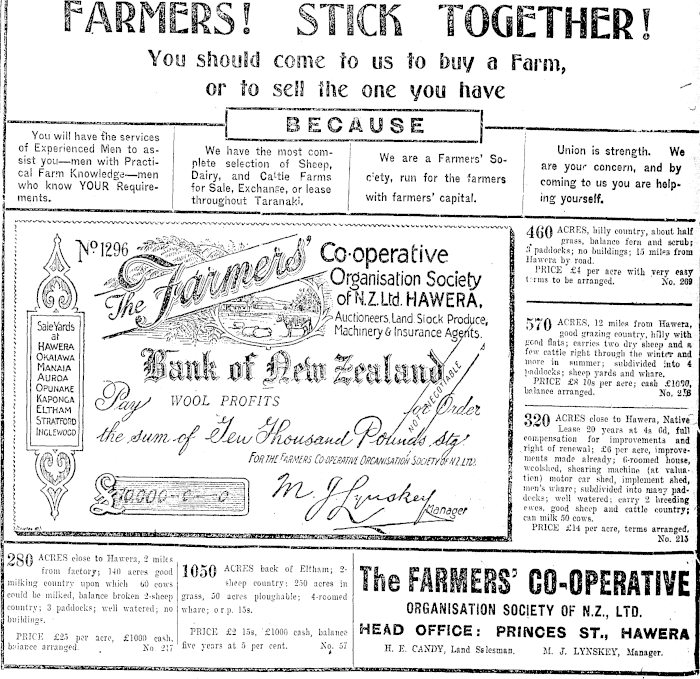 FARMERS! STICK TOGETHER!
You should come to us to buy a Farm,
or to sell the one you have
BECAUSE
You will have the services
of Experienced Men to as-
sist you—men with Practi-
cal Farm Knowledge—men
who know YOUR Require-
ments.
We have the most com-
plete selection of Sheep,
Dairy, and Cattle Farms
for Sale, Exchange, or lease
throughout Taranaki.
We are a Farmers' So-
ciety, run for the farmers
with farmers' capital.
Union is strength. We
are your concern, and by
coming to us you are help-
ing yourself.
Sale Yards
at
HAWERA
OKAIAWA
MANAIA
AUROA
OPUNAKE
KAPONGA
ELTHAM
STRATFORD
INGLEWOOD
No 1296
The Farmers'
Co-operative
Organisation Society
of N.Z. Ltd. HAWERA,
Auctioneers, Land Stock Produce,
Machinery & Insurance Agents.
Bank of New Zealand
Pay WOOL PROFITS or Order
NOT NEGOTIABLE
the sum of Ten Thousand Pounds Stg
FOR THE FARMERS CO-OPERATIVE ORGANISATION SOCIETY OF N.Z. LTD.
£10,000-0-0
M. J. Lynskey
Manager
460 ACRES, hilly country, about half
grass, balance fern and scrub;
3 paddocks; no buildings; 15 miles from
Hawera by road.
PRICE £4 per acre with very easy
terms to be arranged. No. 269
570 ACRES, 12 miles from Hawera,
good grazing country, hilly with
good flats; carries two dry sheep and a
few cattle right through the winter and
more in summer; subdivided into 4
paddocks; sheep yards and whare.
PRICE £8 10s per acre; cash £1000,
balance arranged. No.
320 ACRES close to Hawera, Native
Lease 20 years at 4s 6d, full
compensation for improvements and
right of renewal; £6 per acre, improve-
ments made already; 6-roomed house,
woolshed, shearing machine (at valua-
tion) motor car shed, implement shed,
men's whare; subdivided into many pad-
docks; well watered; carry 2 breeding
ewes, good sheep and cattle country;
can milk 50 cows.
PRICE £14 per acre, terms arranged.
No. 215
280 ACRES close to Hawera, 2 miles
from factory; 140 acres good
milking country upon which 60 cows
could be milked, balance broken 2-sheep
country; 3 paddocks; well watered; no
buildings.
PRICE £25 per acre, £1000 cash,
balance arranged. No 217
1050 ACRES back of Eltham; 2-
sheep country; 250 acres in
grass, 50 acres ploughable; 4-roomed
whare; o.r.p. 15s.
PRICE £2 15s, £1000 cash, balance
five years at 5 per cent. No. 57
The FARMERS' CO-OPERATIVE
ORGANISATION SOCIETY OF N.Z., LTD.
HEAD OFFICE: PRINCES ST., HAWERA
H. E. CANDY, Land Salesman. M. J. LYNSKEY, Manager.